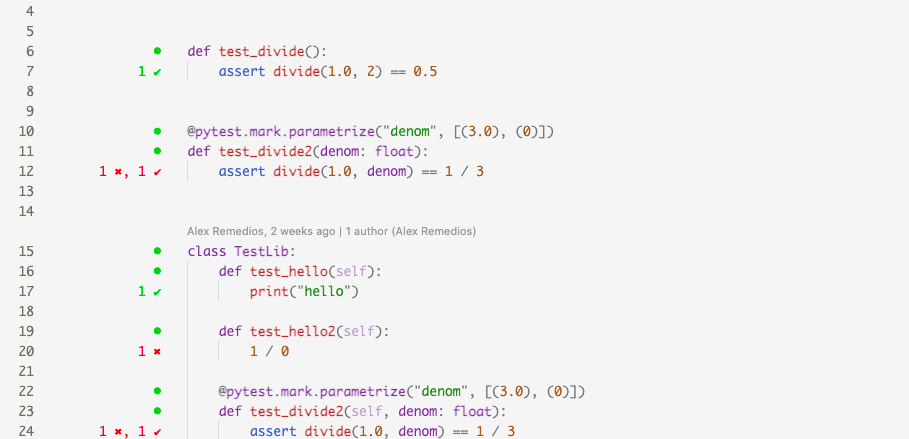 4
5
6 ● def test_divide():
7 1 ✔ assert divide(1.0, 2) == 0.5
8
9
10 ● @pytest.mark.parametrize("denom", [(3.0), (0)])
11 ● def test_divide2(denom: float):
12 1 ✖, 1 ✔ assert divide(1.0, denom) == 1 / 3
13
14
Alex Remedios, 2 weeks ago | 1 author (Alex Remedios)
15 ● class TestLib:
16 ● def test_hello(self):
17 1 ✔ print("hello")
18
19 ● def test_hello2(self):
20 1 ✖ 1 / 0
21
22 ● @pytest.mark.parametrize("denom", [(3.0), (0)])
23 ● def test_divide2(self, denom: float):
24 1 ✖, 1 ✔ assert divide(1.0, denom) == 1 / 3